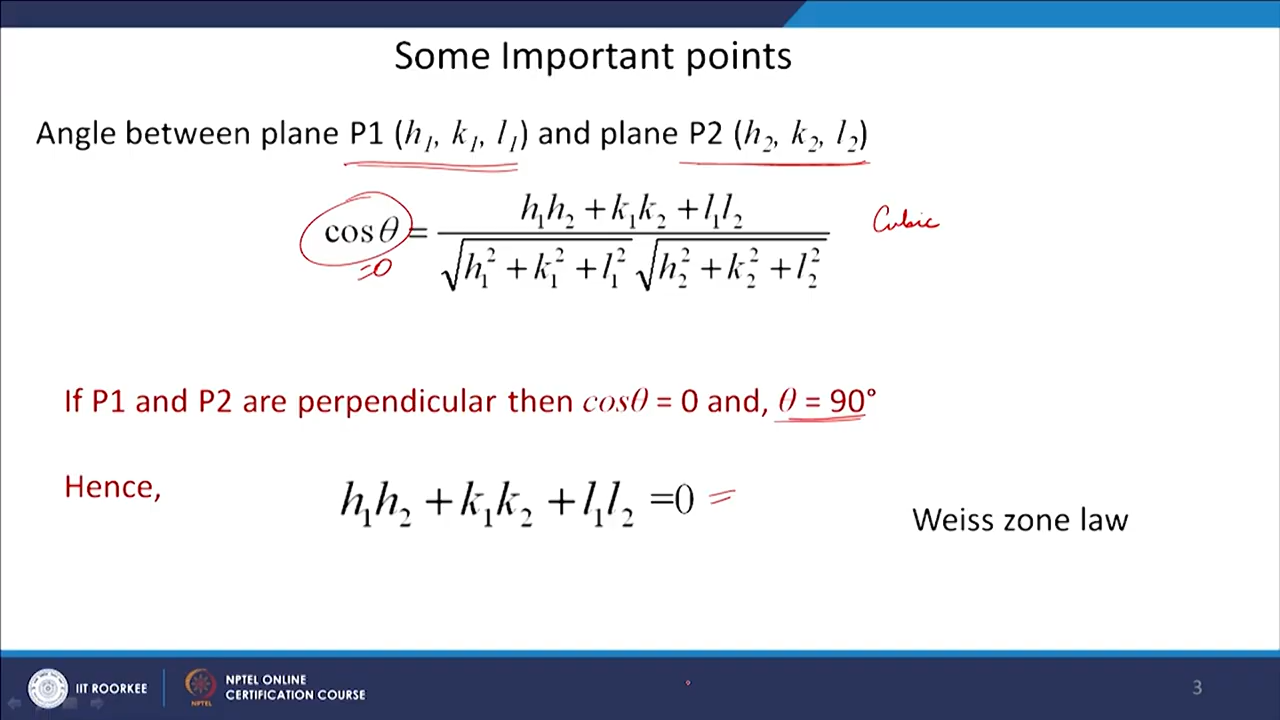 Some Important points
Angle between plane P1 (h₁, k₁, l₁) and plane P2 (h₂, k₂, l₂)
cosθ = (h₁h₂ + k₁k₂ + l₁l₂) / (√(h₁² + k₁² + l₁²) √(h₂² + k₂² + l₂²))
Cubic
=0
If P1 and P2 are perpendicular then cosθ = 0 and, θ = 90°
Hence,
h₁h₂ + k₁k₂ + l₁l₂ =0 =
Weiss zone law
IIT ROORKEE
NPTEL ONLINE
CERTIFICATION COURSE
NPTEL
3